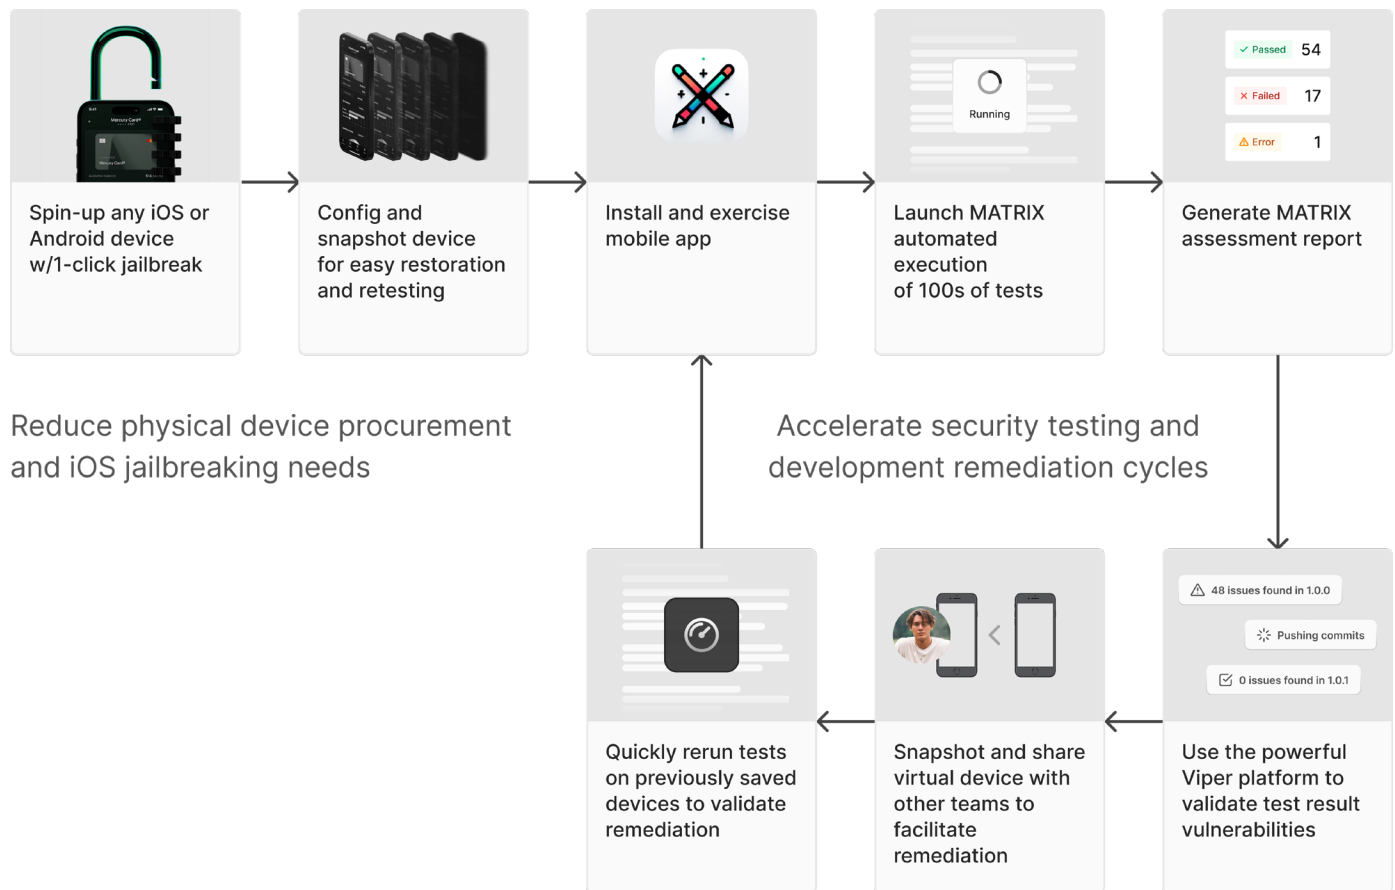 Mercury Card®
Mercury Card®
Running
Passed 54
Failed 17
Error 1
Spin-up any iOS or
Android device
w/1-click jailbreak
Config and
snapshot device
for easy restoration
and retesting
Install and exercise
mobile app
Launch MATRIX
automated
execution
of 100s of tests
Generate MATRIX
assessment report
Reduce physical device procurement
and iOS jailbreaking needs
Accelerate security testing and
development remediation cycles
48 issues found in 1.0.0
Pushing commits
0 issues found in 1.0.1
Quickly rerun tests
on previously saved
devices to validate
remediation
Snapshot and share
virtual device with
other teams to
facilitate
remediation
Use the powerful
Viper platform to
validate test result
vulnerabilities